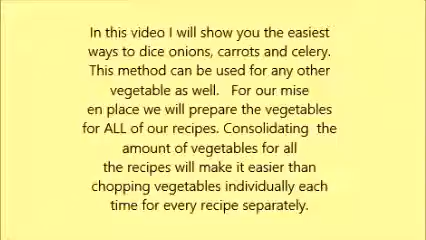 In this video I will show you the easiest
ways to dice onions, carrots and celery.
This method can be used for any other
vegetable as well.   For our mise
en place we will prepare the vegetables
for ALL of our recipes. Consolidating  the
amount of vegetables for all
the recipes will make it easier than
chopping vegetables individually each
time for every recipe separately.